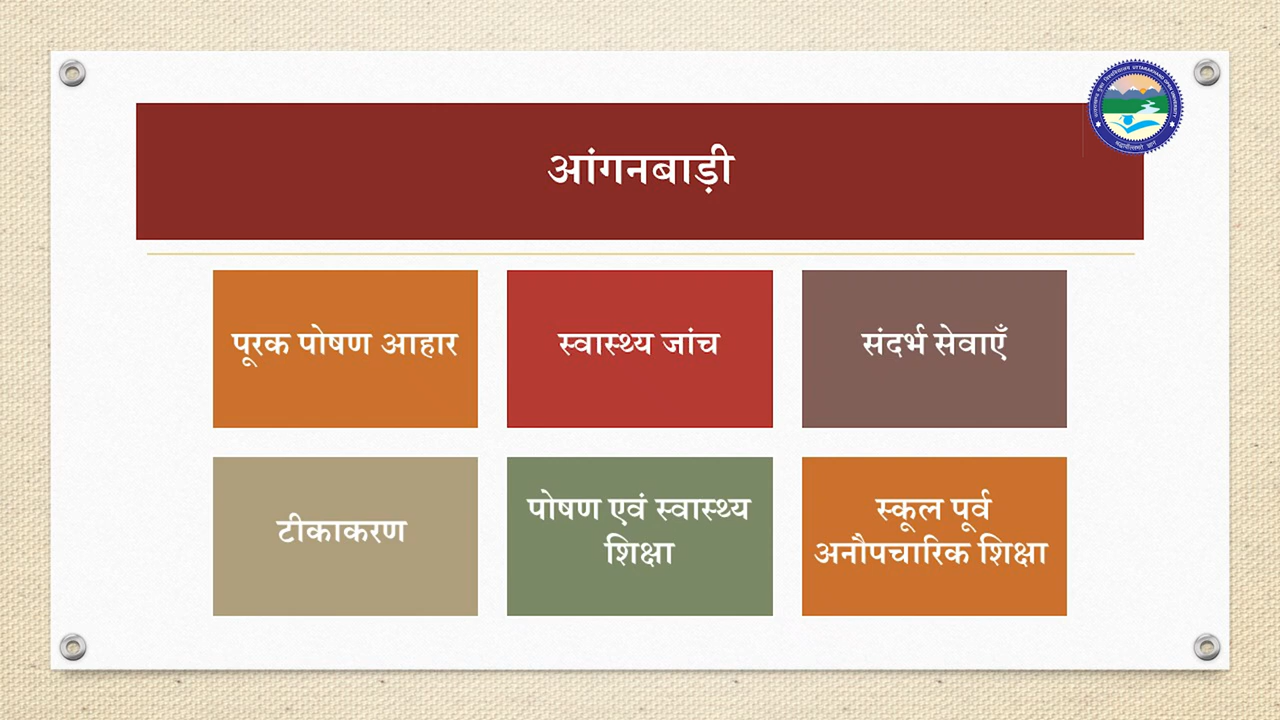 आंगनबाड़ी
पूरक पोषण आहार
स्वास्थ्य जांच
संदर्भ सेवाएँ
टीकाकरण
पोषण एवं स्वास्थ्य
शिक्षा
स्कूल पूर्व
अनौपचारिक शिक्षा